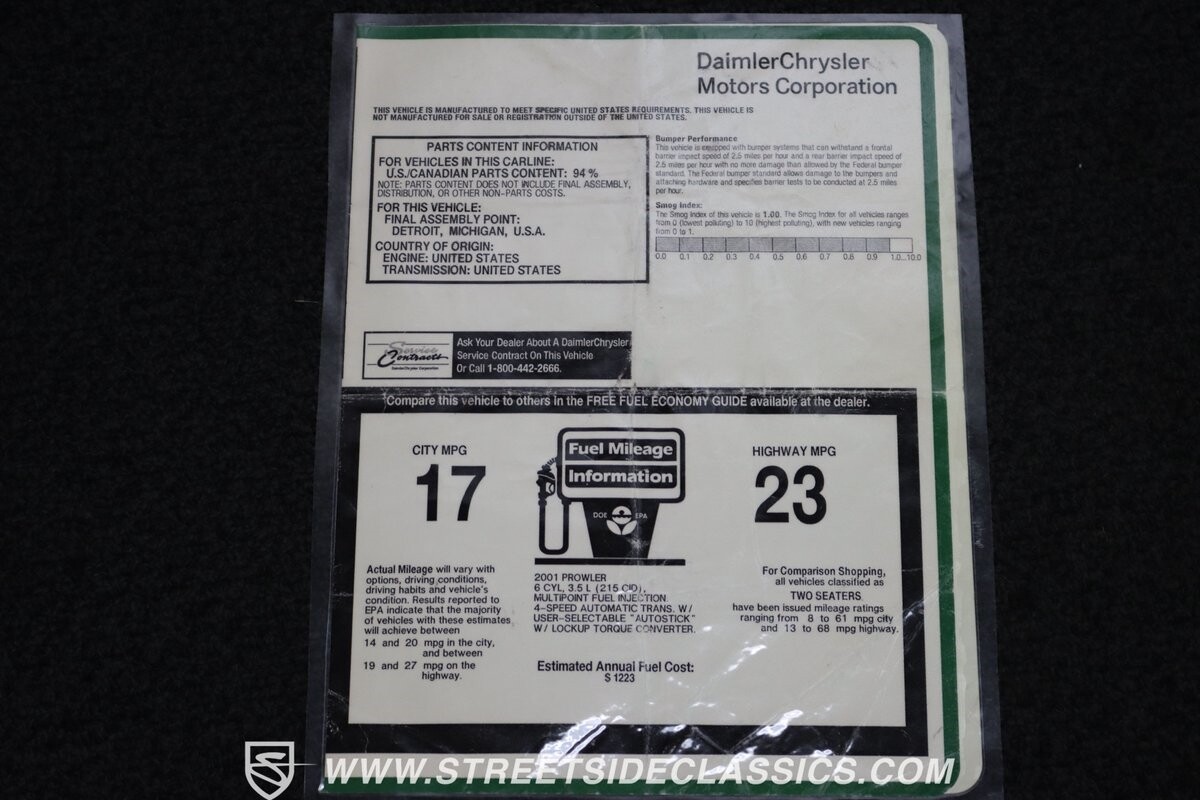 DaimlerChrysler
Motors Corporation
THIS VEHICLE IS MANUFACTURED TO MEET SPECIFIC UNITED STATES REQUIREMENTS. THIS VEHICLE IS
NOT MANUFACTURED FOR SALE OR REGISTRATION OUTSIDE OF THE UNITED STATES.
PARTS CONTENT INFORMATION
FOR VEHICLES IN THIS CARLINE:
U.S./CANADIAN PARTS CONTENT: 94 %
NOTE: PARTS CONTENT DOES NOT INCLUDE FINAL ASSEMBLY,
DISTRIBUTION, OR OTHER NON-PARTS COSTS.
FOR THIS VEHICLE:
FINAL ASSEMBLY POINT:
DETROIT, MICHIGAN, U.S.A.
COUNTRY OF ORIGIN:
ENGINE: UNITED STATES
TRANSMISSION: UNITED STATES
Bumper Performance
This vehicle is equipped with bumper systems that can withstand a frontal
barrier impact speed of 2.5 miles per hour and a rear barrier impact speed of
2.5 miles per hour with no more damage than allowed by the Federal bumper
standard. The Federal bumper standard allows damage to the bumpers and
attaching hardware and specifies barrier tests to be conducted at 2.5 miles
per hour.
Smog Index:
The Smog Index of this vehicle is 1.00. The Smog Index for all vehicles ranges
from 0 (lowest polluting) to 10 (highest polluting), with new vehicles ranging
from 0 to 1.
0.0 0.1 0.2 0.3 0.4 0.5 0.6 0.7 0.8 0.9 1.0...10.0
Service
Contracts
DaimlerChrysler Corporation
Ask Your Dealer About A DaimlerChrysler
Service Contract On This Vehicle
Or Call 1-800-442-2666.
Compare this vehicle to others in the FREE FUEL ECONOMY GUIDE available at the dealer.
CITY MPG
17
Fuel Mileage
Information
DOE EPA
HIGHWAY MPG
23
Actual Mileage will vary with
options, driving conditions,
driving habits and vehicle's
condition. Results reported to
EPA indicate that the majority
of vehicles with these estimates
will achieve between
14 and 20 mpg in the city,
and between
19 and 27 mpg on the
highway.
2001 PROWLER
6 CYL, 3.5 L (215 CID),
MULTIPOINT FUEL INJECTION.
4-SPEED AUTOMATIC TRANS. W/
USER-SELECTABLE "AUTOSTICK"
W/ LOCKUP TORQUE CONVERTER.
Estimated Annual Fuel Cost:
$ 1223
For Comparison Shopping,
all vehicles classified as
TWO SEATERS
have been issued mileage ratings
ranging from 8 to 61 mpg city
and 13 to 68 mpg highway.
WWW.STREETSIDECLASSICS.COM